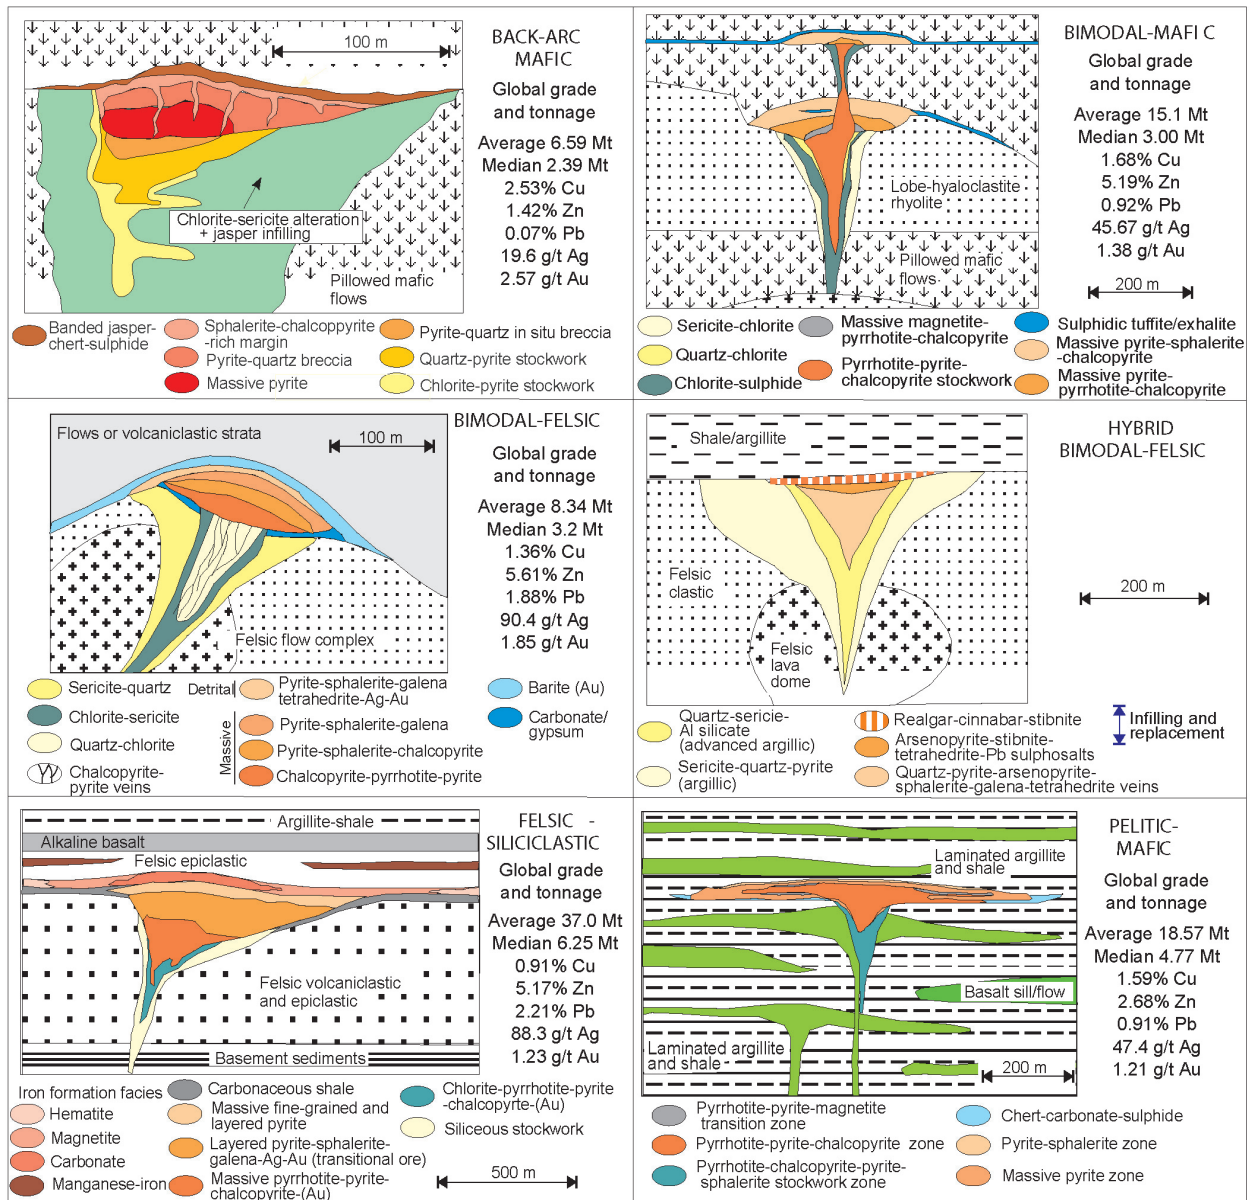 BACK-ARC
MAFIC
100 m
Global grade
and tonnage
Average 6.59 Mt
Median 2.39 Mt
2.53% Cu
1.42% Zn
0.07% Pb
19.6 g/t Ag
2.57 g/t Au
Chlorite-sericite alteration
+ jasper infilling
Pillowed mafic
flows
Banded jasper-
chert-sulphide
Sphalerite-chalcoppyrite
-rich margin
Pyrite-quartz breccia
Massive pyrite
Pyrite-quartz in situ breccia
Quartz-pyrite stockwork
Chlorite-pyrite stockwork
BIMODAL-MAFI C
Global grade
and tonnage
Average 15.1 Mt
Median 3.00 Mt
1.68% Cu
5.19% Zn
0.92% Pb
45.67 g/t Ag
1.38 g/t Au
200 m
Lobe-hyaloclastite
rhyolite
Pillowed mafic
flows
Sericite-chlorite
Quartz-chlorite
Chlorite-sulphide
Massive magnetite-
pyrrhotite-chalcopyrite
Pyrrhotite-pyrite-
chalcopyrite stockwork
Sulphidic tuffite/exhalite
Massive pyrite-sphalerite
-chalcopyrite
Massive pyrite-
pyrrhotite-chalcopyrite
BIMODAL-FELSIC
Flows or volcaniclastic strata
100 m
Global grade
and tonnage
Average 8.34 Mt
Median 3.2 Mt
1.36% Cu
5.61% Zn
1.88% Pb
90.4 g/t Ag
1.85 g/t Au
Felsic flow complex
Sericite-quartz
Chlorite-sericite
Quartz-chlorite
Chalcopyrite-
pyrite veins
Detrital
Pyrite-sphalerite-galena
tetrahedrite-Ag-Au
Massive
Pyrite-sphalerite-galena
Pyrite-sphalerite-chalcopyrite
Chalcopyrite-pyrrhotite-pyrite
Barite (Au)
Carbonate/
gypsum
HYBRID
BIMODAL-FELSIC
Shale/argillite
Felsic
clastic
Felsic
lava
dome
200 m
Quartz-sericie-
Al silicate
(advanced argillic)
Sericite-quartz-pyrite
(argillic)
Realgar-cinnabar-stibnite
Arsenopyrite-stibnite-
tetrahedrite-Pb sulphosalts
Quartz-pyrite-arsenopyrite-
sphalerite-galena-tetrahedrite veins
Infilling and
replacement
FELSIC -
SILICICLASTIC
Argillite-shale
Alkaline basalt
Felsic epiclastic
Global grade
and tonnage
Average 37.0 Mt
Median 6.25 Mt
0.91% Cu
5.17% Zn
2.21% Pb
88.3 g/t Ag
1.23 g/t Au
Felsic volcaniclastic
and epiclastic
Basement sediments
Iron formation facies
Hematite
Magnetite
Carbonate
Manganese-iron
Carbonaceous shale
Massive fine-grained and
layered pyrite
Layered pyrite-sphalerite-
galena-Ag-Au (transitional ore)
Massive pyrrhotite-pyrite-
chalcopyrite-(Au)
Chlorite-pyrrhotite-pyrite
-chalcopyrte-(Au)
Siliceous stockwork
500 m
PELITIC-
MAFIC
Laminated argillite
and shale
Global grade
and tonnage
Average 18.57 Mt
Median 4.77 Mt
1.59% Cu
2.68% Zn
0.91% Pb
47.4 g/t Ag
1.21 g/t Au
Basalt sill/flow
Laminated argillite
and shale
200 m
Pyrrhotite-pyrite-magnetite
transition zone
Pyrrhotite-pyrite-chalcopyrite zone
Pyrrhotite-chalcopyrite-pyrite-
sphalerite stockwork zone
Chert-carbonate-sulphide
Pyrite-sphalerite zone
Massive pyrite zone